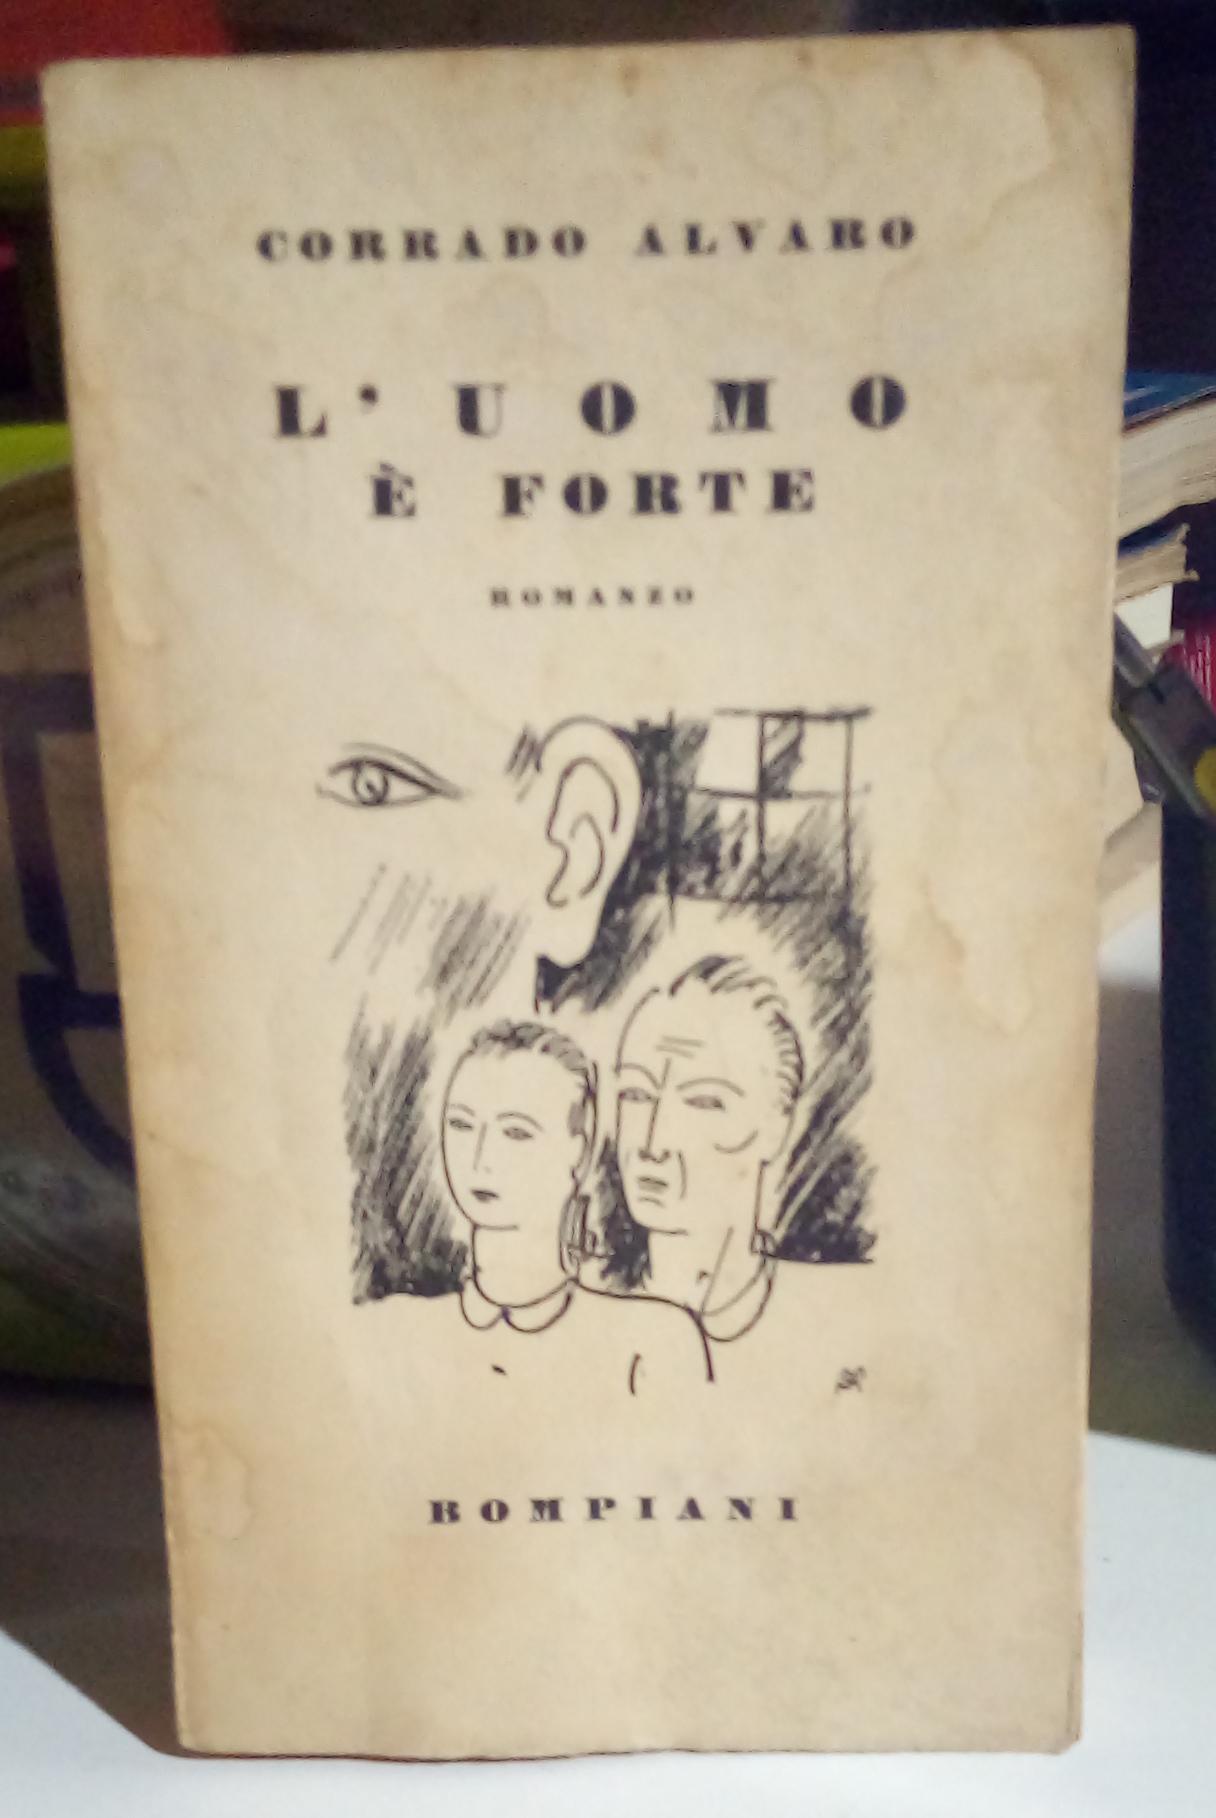 CORRADO ALVARO
L'UOMO
È FORTE
ROMANZO
BOMPIANI